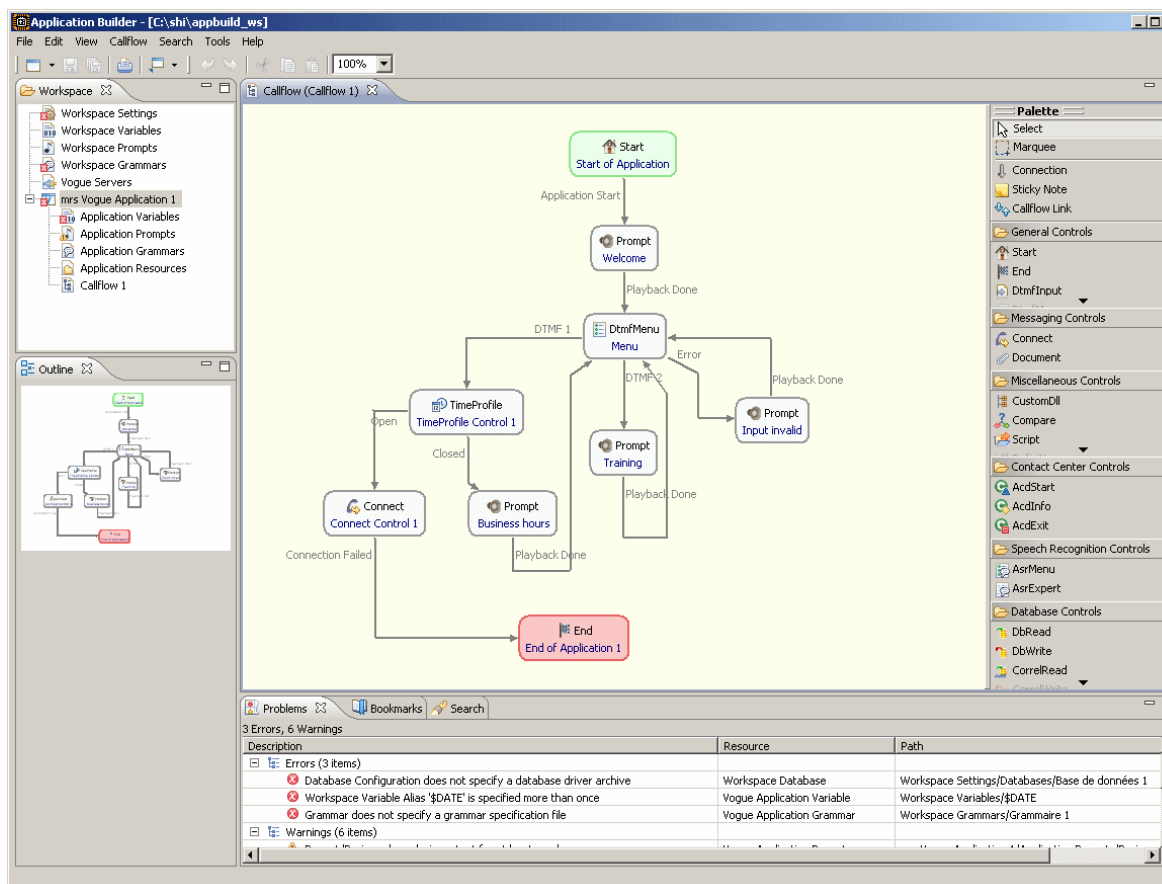 Application Builder - [C:\shi\appbuild_ws]
File Edit View Callflow Search Tools Help
100%
Workspace
Workspace Settings
Workspace Variables
Workspace Prompts
Workspace Grammars
Vogue Servers
mrs Vogue Application 1
Application Variables
Application Prompts
Application Grammars
Application Resources
Callflow 1
Outline
Callflow (Callflow 1)
Start
Start of Application
Application Start
Prompt
Welcome
Playback Done
DTMF 1
DtmfMenu
Menu
Error
DTMF 2
Playback Done
TimeProfile
TimeProfile Control 1
Prompt
Input invalid
Open
Closed
Prompt
Training
Playback Done
Connect
Connect Control 1
Prompt
Business hours
Connection Failed
Playback Done
End
End of Application 1
Palette
Select
Marquee
Connection
Sticky Note
Callflow Link
General Controls
Start
End
DtmfInput
Messaging Controls
Connect
Document
Miscellaneous Controls
CustomDll
Compare
Script
Contact Center Controls
AcdStart
AcdInfo
AcdExit
Speech Recognition Controls
AsrMenu
AsrExpert
Database Controls
DbRead
DbWrite
CorrelRead
Problems Bookmarks Search
3 Errors, 6 Warnings
Description Resource Path
Errors (3 items)
Database Configuration does not specify a database driver archive Workspace Database Workspace Settings/Databases/Base de données 1
Workspace Variable Alias '$DATE' is specified more than once Vogue Application Variable Workspace Variables/$DATE
Grammar does not specify a grammar specification file Vogue Application Grammar Workspace Grammars/Grammaire 1
Warnings (6 items)